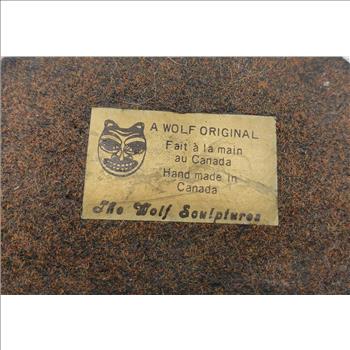 A WOLF ORIGINAL
Fait à la main
au Canada
Hand made in
Canada
The Wolf Sculptures